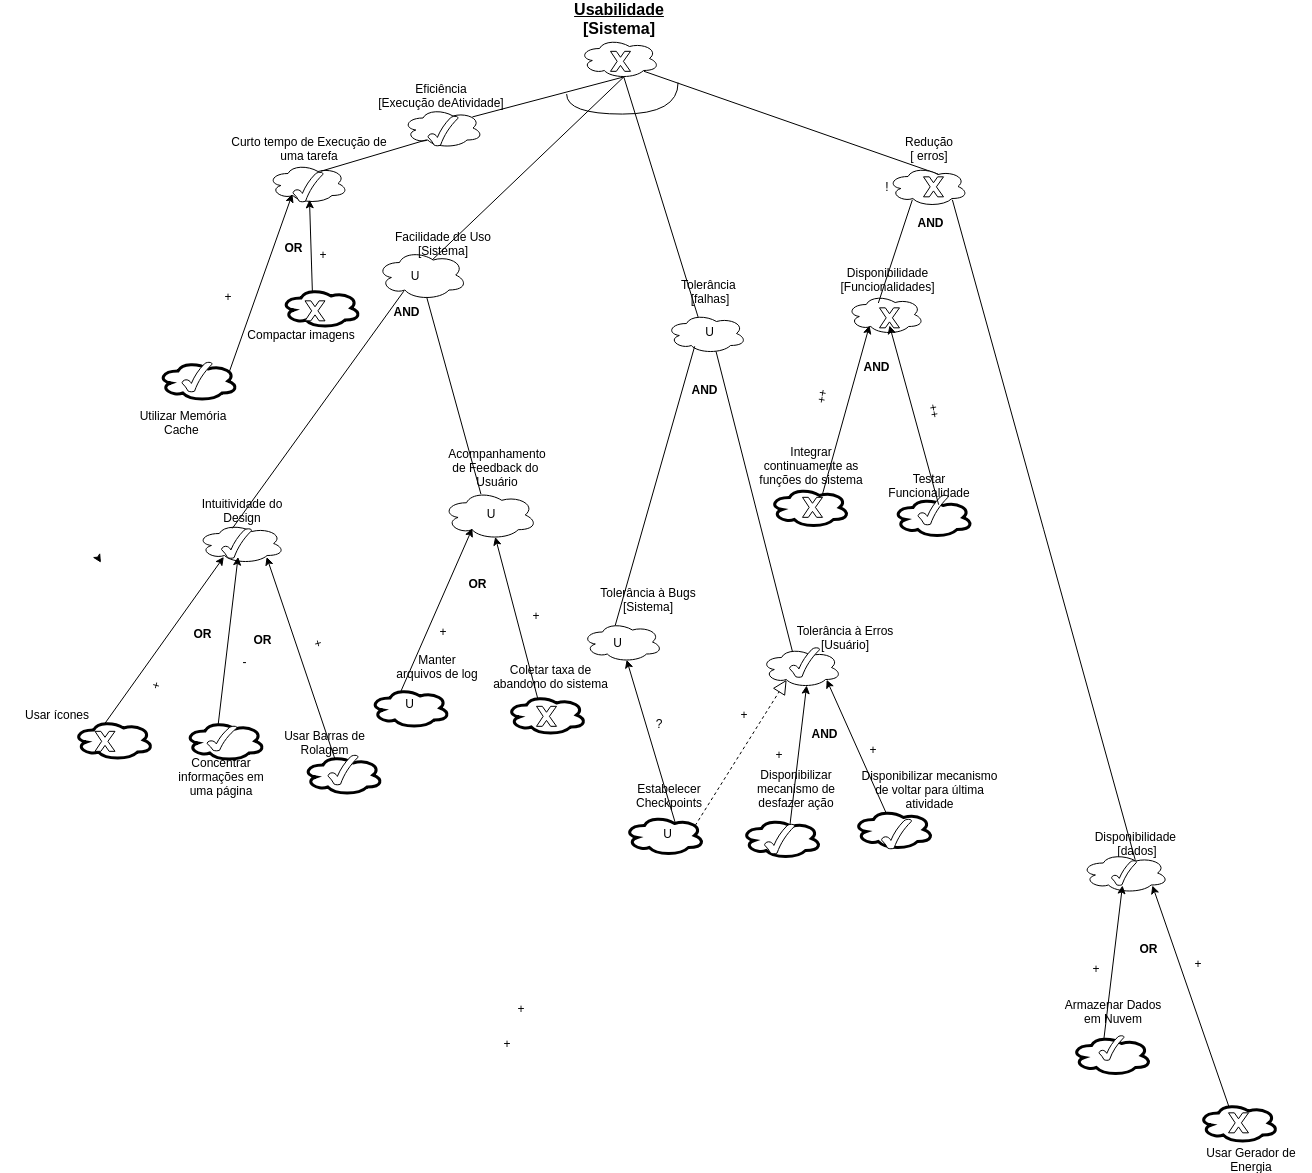 Usabilidade
[Sistema]
X
Eficiência
[Execução deAtividade]
Curto tempo de Execução de
uma tarefa
Redução
[ erros]
!
X
AND
OR
+
+
X
Compactar imagens
Utilizar Memória
Cache
Facilidade de Uso
[Sistema]
U
AND
Tolerância
[falhas]
U
AND
Disponibilidade
[Funcionalidades]
X
AND
++
++
Integrar
continuamente as
funções do sistema
X
Testar
Funcionalidade
Acompanhamento
de Feedback do
Usuário
U
OR
+
+
Intuitividade do
Design
OR
OR
+
-
+
Usar ícones
X
Concentrar
informações em
uma página
Usar Barras de
Rolagem
Manter
arquivos de log
U
Coletar taxa de
abandono do sistema
X
Tolerância à Bugs
[Sistema]
U
Tolerância à Erros
[Usuário]
?
+
+
AND
+
Estabelecer
Checkpoints
U
Disponibilizar
mecanismo de
desfazer ação
Disponibilizar mecanismo
de voltar para última
atividade
Disponibilidade
[dados]
OR
+
+
Armazenar Dados
em Nuvem
+
+
X
Usar Gerador de
Energia